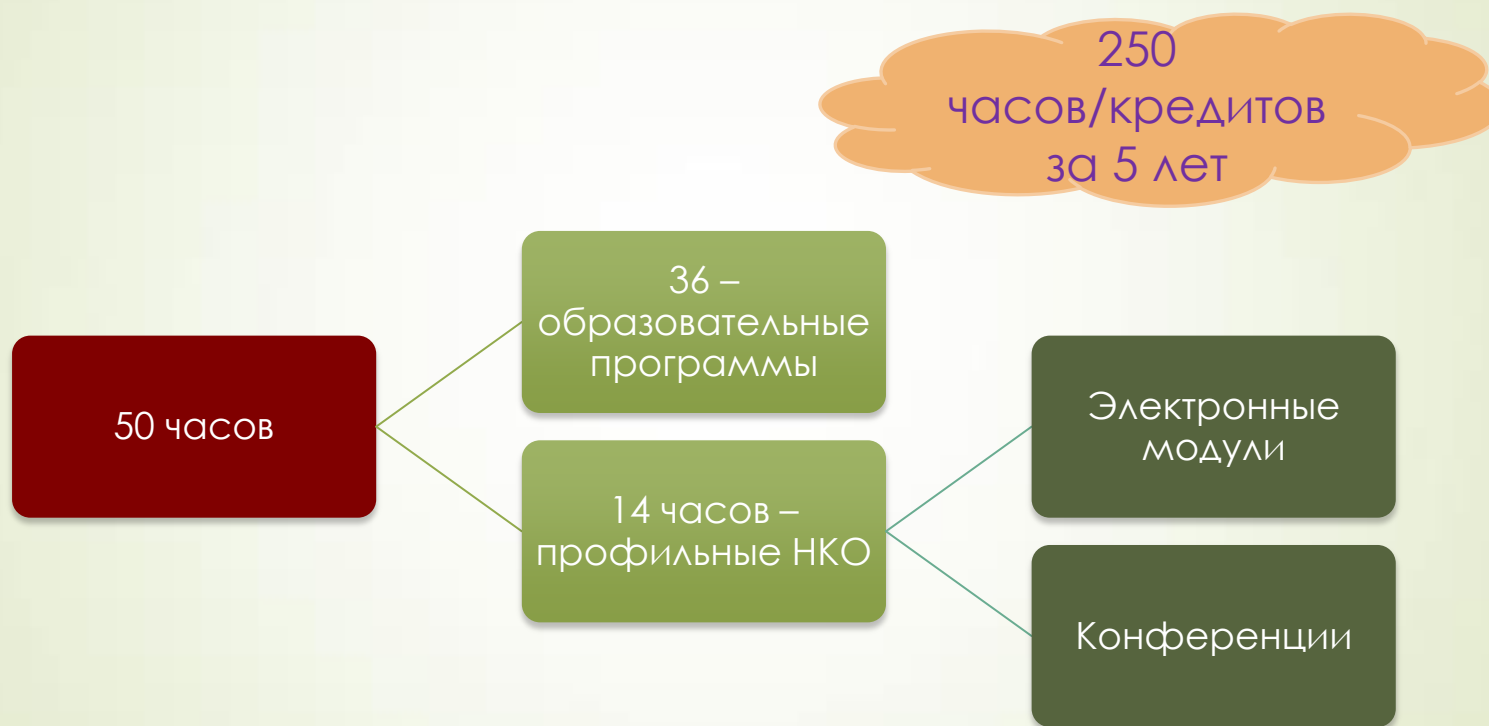 250
часов/кредитов
за 5 лет
50 часов
36 –
образовательные
программы
14 часов –
профильные НКО
Электронные
модули
Конференции